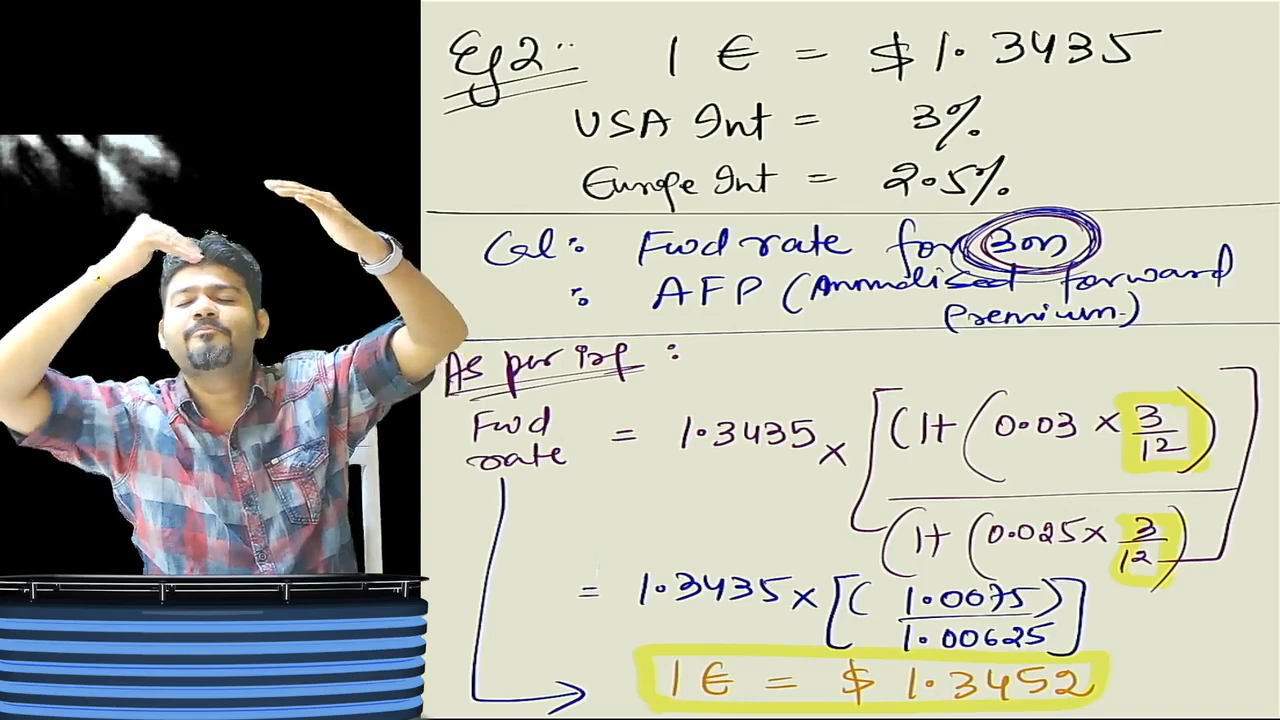 Eg 2:
1 € = $ 1.3435
USA Int = 3%
Europe Int = 2.5%
Cal: Fwd rate for 3m
: AFP (Annualised forward
Premium.)
As per irp :
Fwd rate = 1.3435 × [(1+ (0.03 × 3/12)
(1+ (0.025 × 3/12)]
= 1.3435 × [(1.0075)/1.00625]
1 € = $ 1.3452